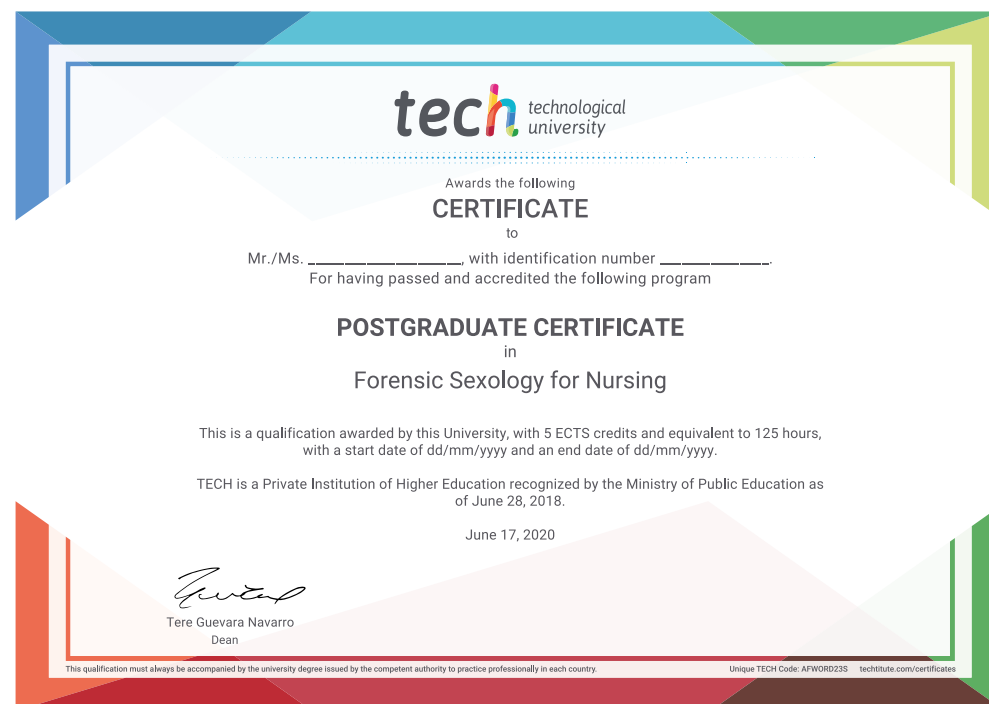 tech technological
university
Awards the following
CERTIFICATE
to
Mr./Ms. ____________________, with identification number ______________.
For having passed and accredited the following program
POSTGRADUATE CERTIFICATE
in
Forensic Sexology for Nursing
This is a qualification awarded by this University, with 5 ECTS credits and equivalent to 125 hours,
with a start date of dd/mm/yyyy and an end date of dd/mm/yyyy.
TECH is a Private Institution of Higher Education recognized by the Ministry of Public Education as
of June 28, 2018.
June 17, 2020
Tere Guevara Navarro
Dean
This qualification must always be accompanied by the university degree issued by the competent authority to practice professionally in each country. Unique TECH Code: AFWORD23S techtitute.com/certificates